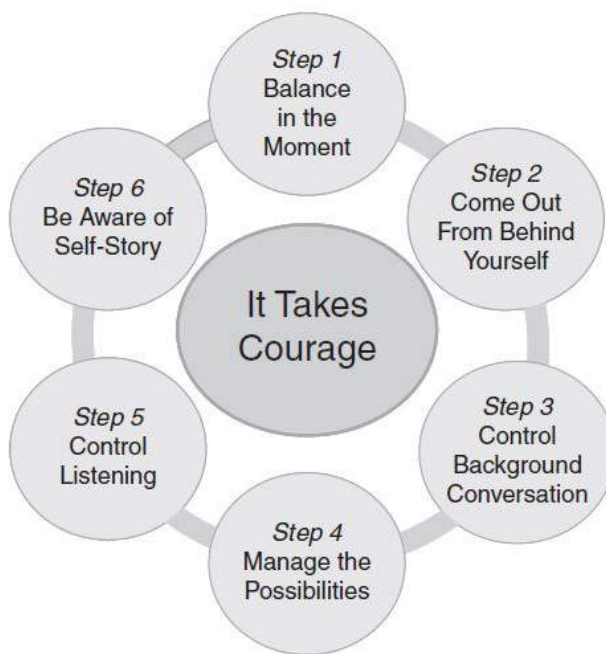 Step 1
Balance
in the
Moment
Step 2
Come Out
From Behind
Yourself
Step 3
Control
Background
Conversation
Step 4
Manage the
Possibilities
Step 5
Control
Listening
Step 6
Be Aware of
Self-Story
It Takes
Courage